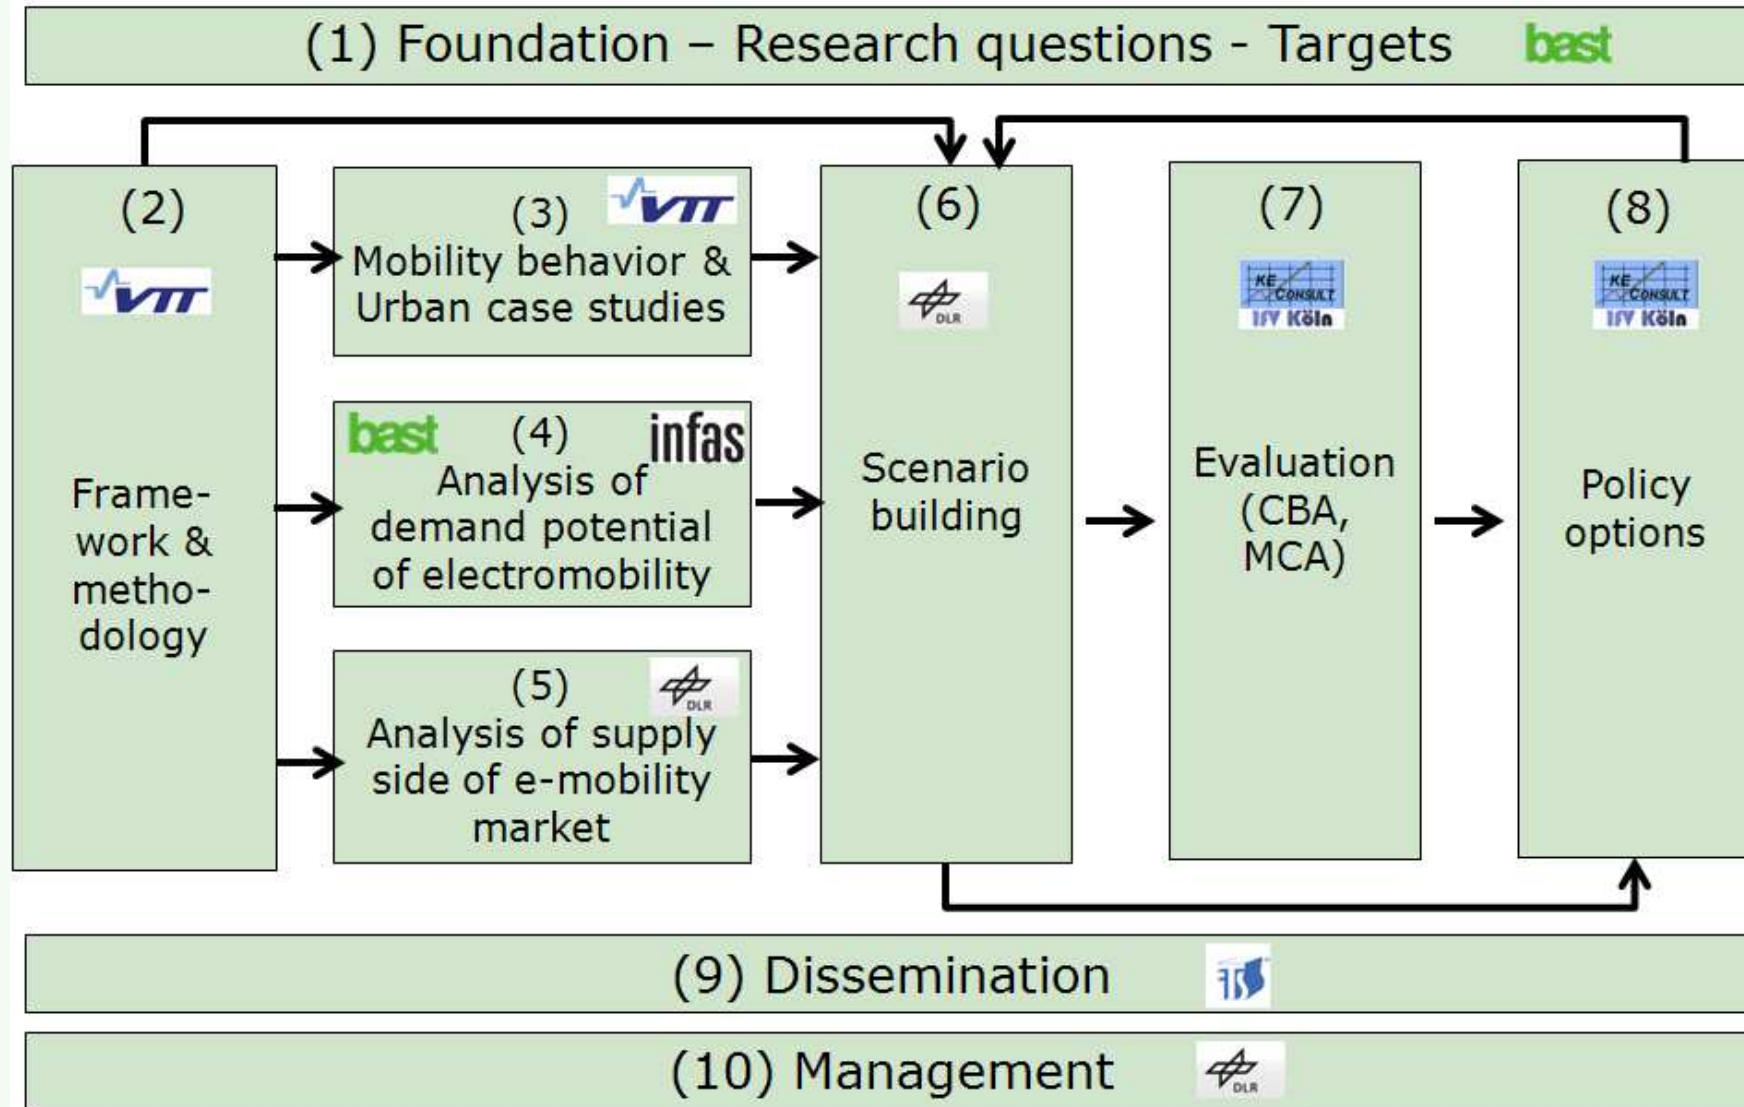 (1) Foundation – Research questions - Targets bast
(2)
VTT
Frame-
work &
metho-
dology
(3) VTT
Mobility behavior &
Urban case studies
bast (4) infas
Analysis of
demand potential
of electromobility
(5) DLR
Analysis of supply
side of e-mobility
market
(6)
DLR
Scenario
building
(7)
KE
CONSULT
IfV Köln
Evaluation
(CBA,
MCA)
(8)
KE
CONSULT
IfV Köln
Policy
options
(9) Dissemination
(10) Management DLR